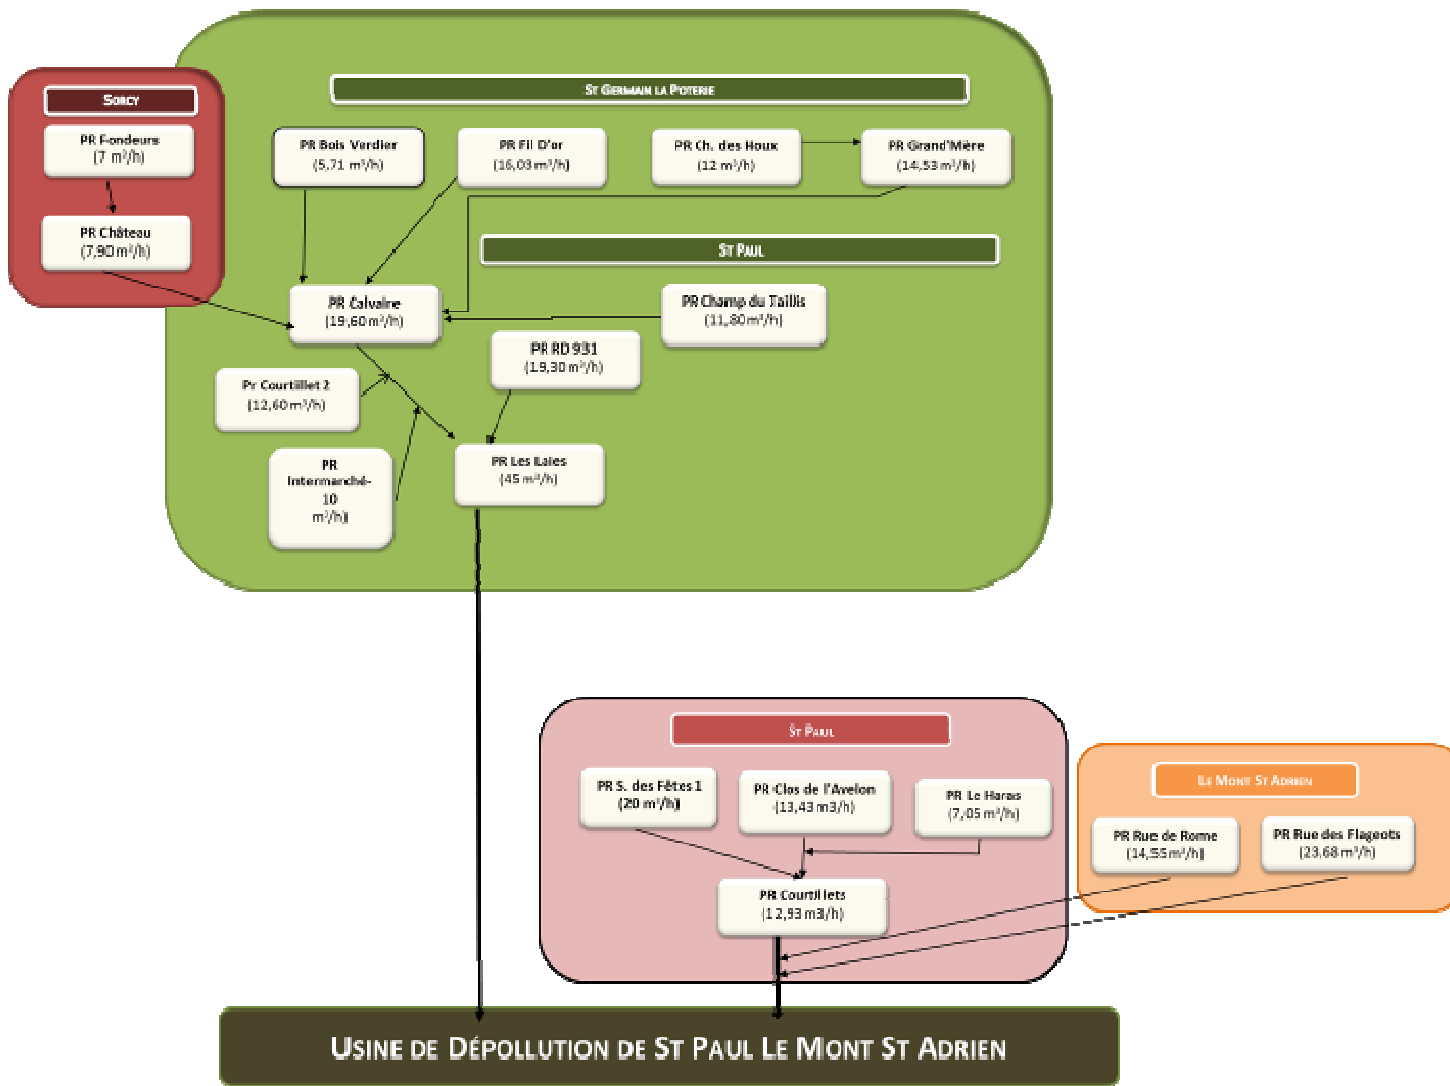 SORCY
PR Fondeurs
(7 m³/h)
PR Château
(7,90 m³/h)
ST GERMAIN LA POTERIE
PR Bois Verdier
(5,71 m³/h)
PR Fil D'or
(16,03 m³/h)
PR Ch. des Houx
(12 m³/h)
PR Grand'Mère
(14,53 m³/h)
ST PAUL
PR Calvaire
(19,60 m³/h)
PR Champ du Taillis
(11,80 m³/h)
PR RD 931
(19,30 m³/h)
Pr Courtillet 2
(12,60 m³/h)
PR
Intermarché-
10
m³/h)
PR Les Laies
(45 m³/h)
ST PAUL
PR S. des Fêtes 1
(20 m³/h)
PR Clos de l'Avelon
(13,43 m3/h)
PR Le Harais
(7,05 m³/h)
PR Courtillets
(12,93 m3/h)
LE MONT ST ADRIEN
PR Rue de Rome
(14,55 m³/h)
PR Rue des Flageots
(23,68 m³/h)
USINE DE DÉPOLLUTION DE ST PAUL LE MONT ST ADRIEN